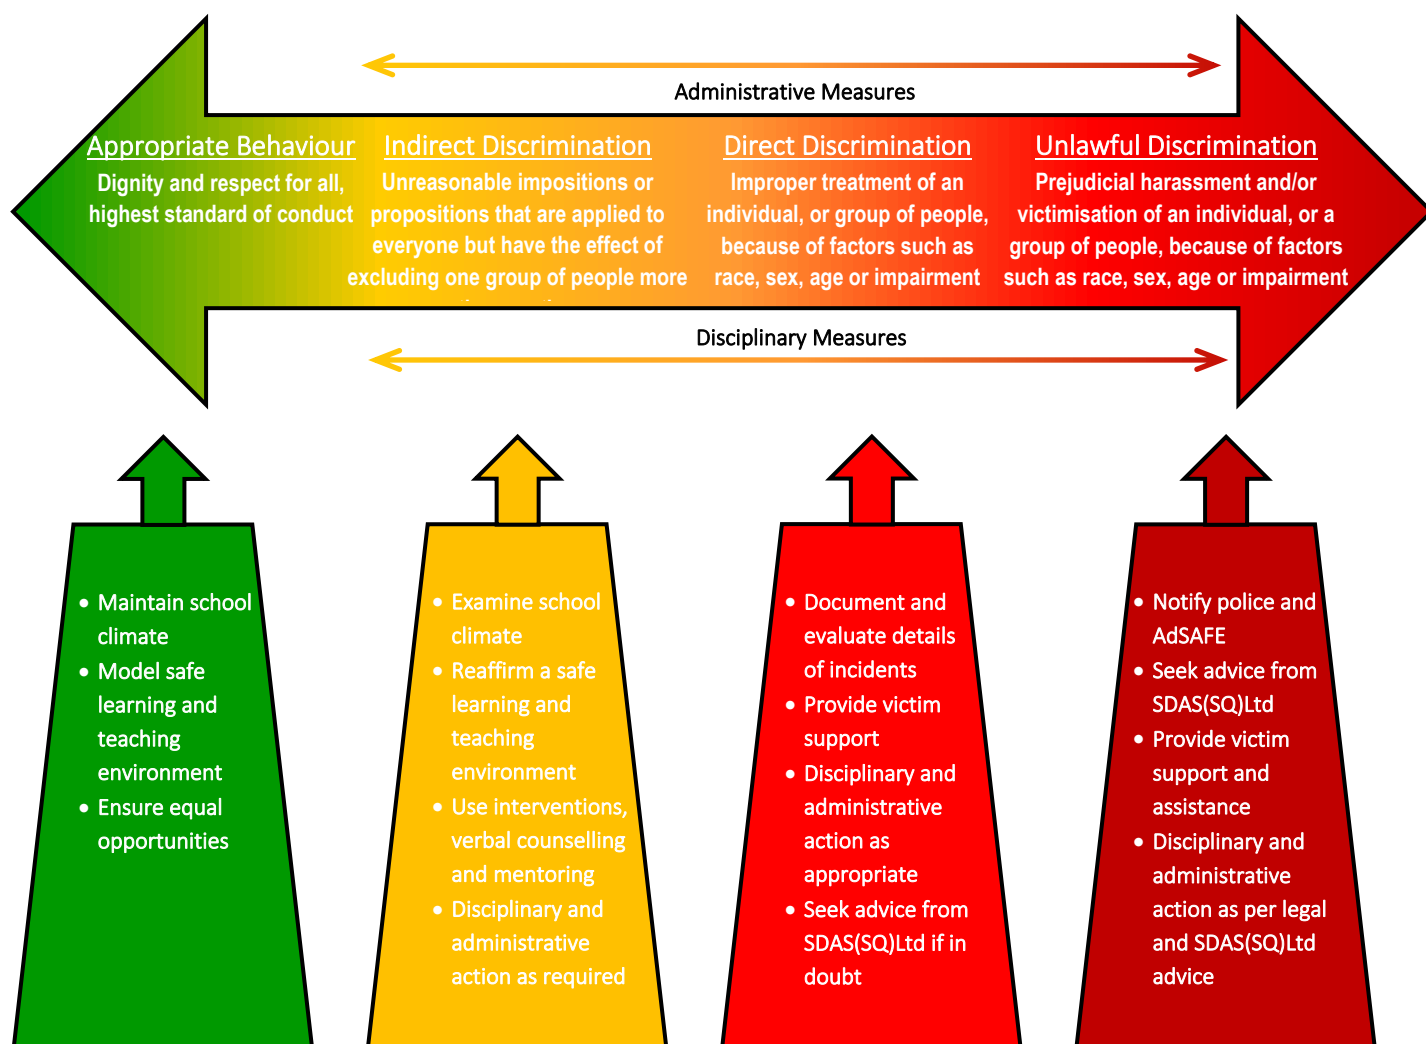 Administrative Measures
Appropriate Behaviour
Dignity and respect for all,
highest standard of conduct
Indirect Discrimination
Unreasonable impositions or
propositions that are applied to
everyone but have the effect of
excluding one group of people more
Direct Discrimination
Improper treatment of an
individual, or group of people,
because of factors such as
race, sex, age or impairment
Unlawful Discrimination
Prejudicial harassment and/or
victimisation of an individual, or a
group of people, because of factors
such as race, sex, age or impairment
Disciplinary Measures
• Maintain school
climate
• Model safe
learning and
teaching
environment
• Ensure equal
opportunities
• Examine school
climate
• Reaffirm a safe
learning and
teaching
environment
• Use interventions,
verbal counselling
and mentoring
• Disciplinary and
administrative
action as required
• Document and
evaluate details
of incidents
• Provide victim
support
• Disciplinary and
administrative
action as
appropriate
• Seek advice from
SDAS(SQ)Ltd if in
doubt
• Notify police and
AdSAFE
• Seek advice from
SDAS(SQ)Ltd
• Provide victim
support and
assistance
• Disciplinary and
administrative
action as per legal
and SDAS(SQ)Ltd
advice